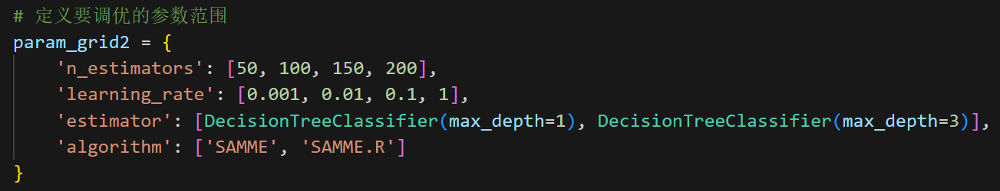 # 定义要调优的参数范围
param_grid2 = {
    'n_estimators': [50, 100, 150, 200],
    'learning_rate': [0.001, 0.01, 0.1, 1],
    'estimator': [DecisionTreeClassifier(max_depth=1), DecisionTreeClassifier(max_depth=3)],
    'algorithm': ['SAMME', 'SAMME.R']
}